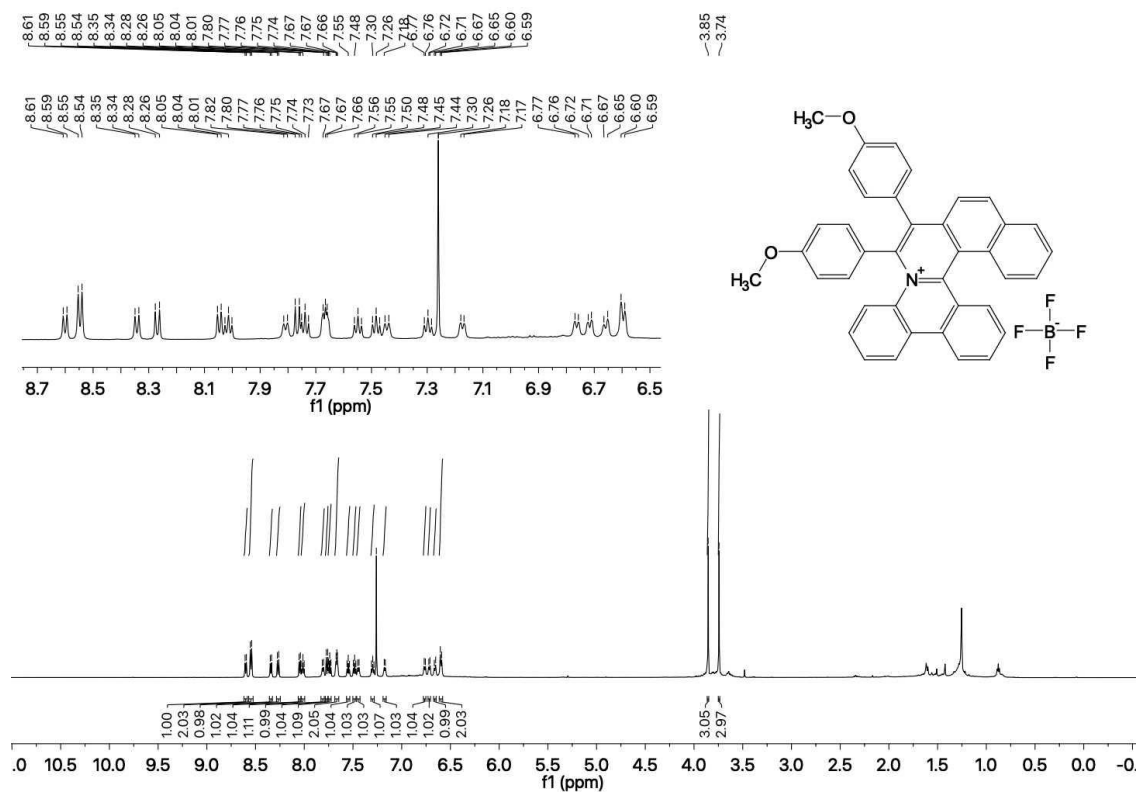 8.61 8.59 8.55 8.54 8.35 8.34 8.28 8.26 8.05 8.04 8.01 7.80 7.77 7.76 7.75 7.74 7.67 7.67 7.66 7.55 7.48 7.30 7.26 7.18 6.77 6.76 6.72 6.71 6.67 6.65 6.60 6.59
3.85 3.74
8.61 8.59 8.55 8.54 8.35 8.34 8.28 8.26 8.05 8.04 8.01 7.82 7.80 7.77 7.76 7.75 7.74 7.73 7.67 7.67 7.66 7.56 7.55 7.50 7.48 7.45 7.44 7.30 7.26 7.18 7.17 6.77 6.76 6.72 6.71 6.67 6.65 6.60 6.59
H₃C O
O
CH₃
N +
F
F B - F
F
8.7 8.5 8.3 8.1 7.9 7.7 7.5 7.3 7.1 6.9 6.7 6.5
f1 (ppm)
1.00 2.03 0.98 1.02 1.04 1.11 0.99 1.04 1.09 2.05 1.04 1.03 1.03 1.07 1.03 1.04 1.02 0.99 2.03
3.05 2.97
.0 10.5 10.0 9.5 9.0 8.5 8.0 7.5 7.0 6.5 6.0 5.5 5.0 4.5 4.0 3.5 3.0 2.5 2.0 1.5 1.0 0.5 0.0 -0.
f1 (ppm)